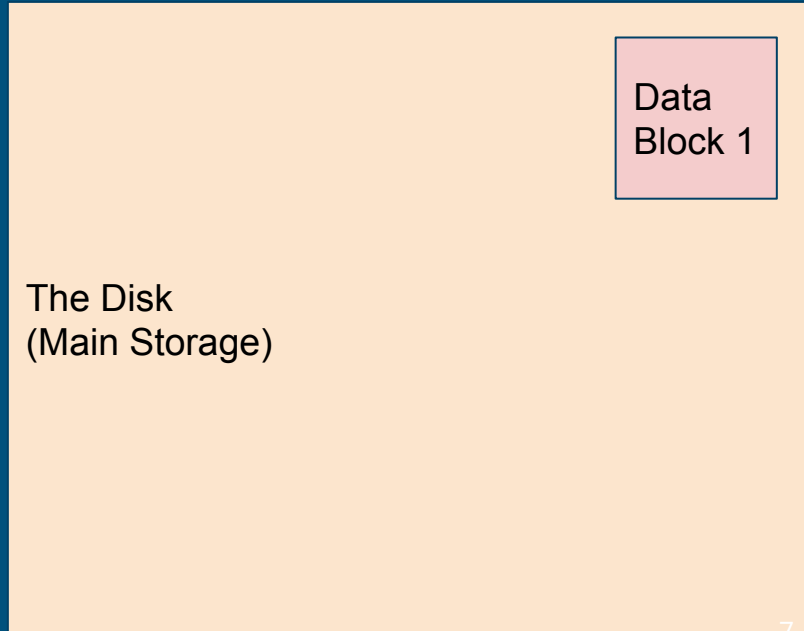 Data
Block 1
The Disk
(Main Storage)
7